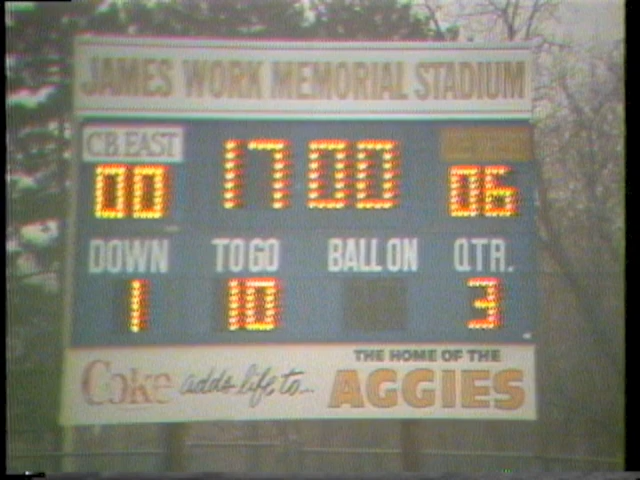 JAMES WORK MEMORIAL STADIUM
CB EAST
00 17 00 06
DOWN TO GO BALL ON QTR.
1 10 3
Coke adds life to...
THE HOME OF THE
AGGIES